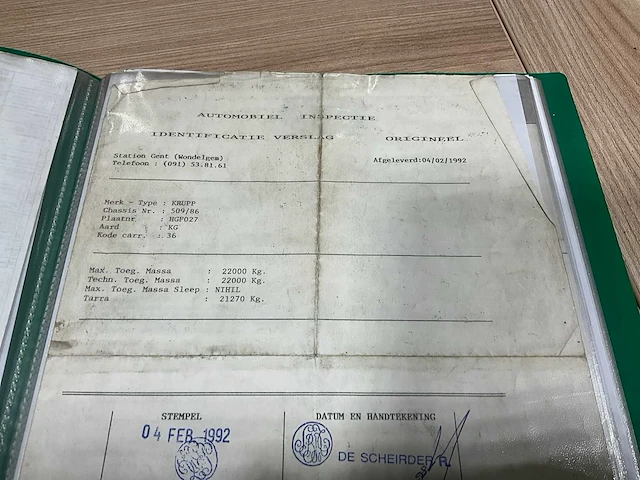 AUTOMOBIEL INSPECTIE
IDENTIFICATIE VERSLAG ORIGINEEL
Station Gent (Wondelgem) Afgeleverd:04/02/1992
Telefoon : (091) 53.81.61
Merk - Type : KRUPP
Chassis Nr. : 509/86
Plaatnr : HGF027
Aard : KG
Kode carr. : 36
Max. Toeg. Massa : 22000 Kg.
Techn. Toeg. Massa : 22000 Kg.
Max. Toeg. Massa Sleep : NIHIL
Tarra : 21270 Kg.
STEMPEL DATUM EN HANDTEKENING
04 FEB. 1992
DE SCHEIRDER R.